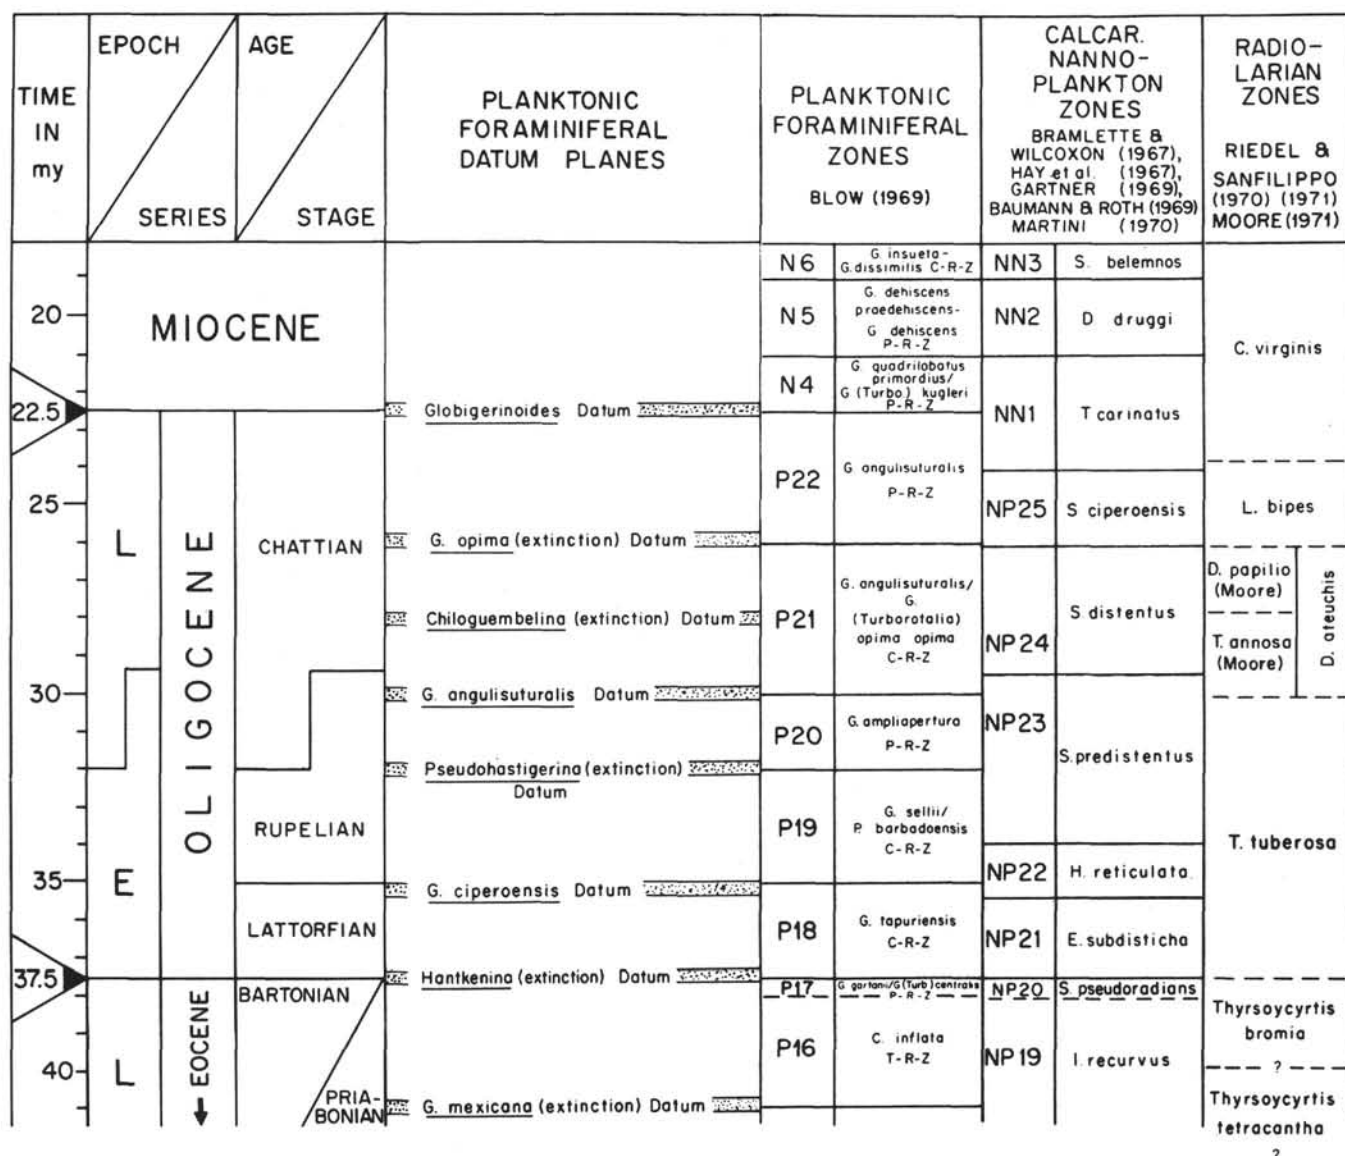 TIME
IN
my
EPOCH
SERIES
AGE
STAGE
PLANKTONIC
FORAMINIFERAL
DATUM PLANES
PLANKTONIC
FORAMINIFERAL
ZONES
BLOW (1969)
CALCAR.
NANNO-
PLANKTON
ZONES
BRAMLETTE &
WILCOXON (1967),
HAY et al. (1967),
GARTNER (1969),
BAUMANN & ROTH (1969)
MARTINI (1970)
RADIO-
LARIAN
ZONES
RIEDEL &
SANFILIPPO
(1970) (1971)
MOORE (1971)
20
22.5
25
30
35
37.5
40
MIOCENE
L
E
L
OLIGOCENE
EOCENE
CHATTIAN
RUPELIAN
LATTORFIAN
BARTONIAN
PRIA-
BONIAN
Globigerinoides Datum
G. opima (extinction) Datum
Chiloguembelina (extinction) Datum
G. angulisuturalis Datum
Pseudohastigerina (extinction)
Datum
G. ciperoensis Datum
Hantkenina (extinction) Datum
G. mexicana (extinction) Datum
N6
G. insueta-
G. dissimilis C-R-Z
N5
G. dehiscens
praedehiscens-
G dehiscens
P-R-Z
N4
G. quadrilobatus
primordius/
G (Turbo.) kugleri
P-R-Z
P22
G angulisuturalis
P-R-Z
P21
G. angulisuturalis/
G.
(Turborotalia)
opima opima
C-R-Z
P20
G. ampliapertura
P-R-Z
P19
G. sellii/
P. barbadoensis
C-R-Z
P18
G. tapuriensis
C-R-Z
P17
G gortanii/G (Turb) centralis
P-R-Z
P16
C. inflata
T-R-Z
NN3
S. belemnos
NN2
D druggi
NN1
T carinatus
NP25
S ciperoensis
NP24
S. distentus
NP23
S. predistentus
NP22
H. reticulata
NP21
E. subdisticha
NP20
S. pseudoradians
NP19
I. recurvus
C. virginis
L. bipes
D. papilio
(Moore)
T. annosa
(Moore)
D. ateuchis
T. tuberosa
Thyrsoycyrtis
bromia
?
Thyrsoycyrtis
tetracantha
?